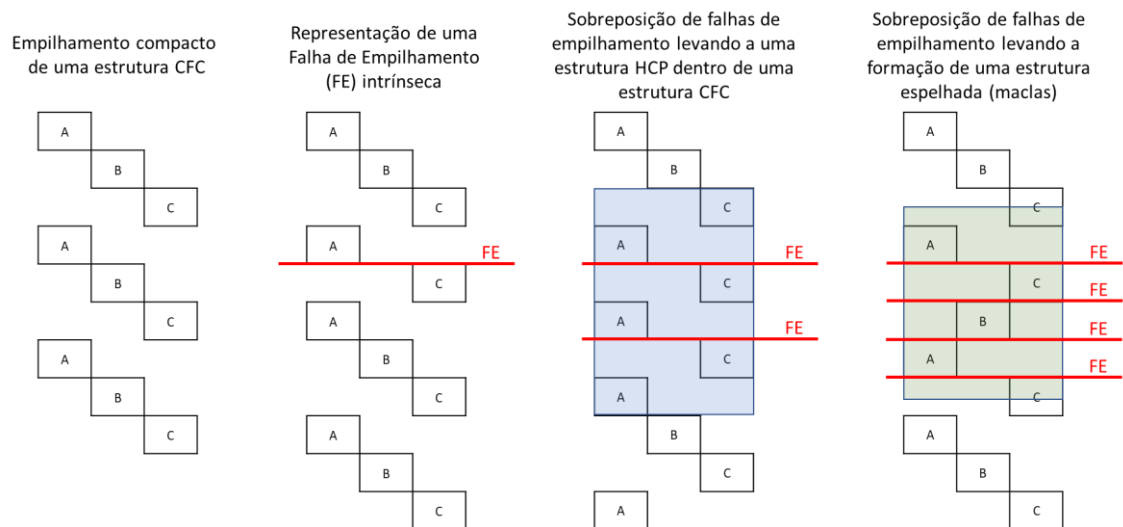 Empilhamento compacto
de uma estrutura CFC
A
B
C
A
B
C
A
B
C
Representação de uma
Falha de Empilhamento
(FE) intrínseca
A
B
C
A
FE
C
A
B
C
A
B
C
Sobreposição de falhas de
empilhamento levando a uma
estrutura HCP dentro de uma
estrutura CFC
A
B
C
A
FE
C
A
FE
C
A
B
C
A
Sobreposição de falhas de
empilhamento levando a
formação de uma estrutura
espelhada (maclas)
A
B
C
A
FE
C
FE
B
FE
A
FE
C
A
B
C